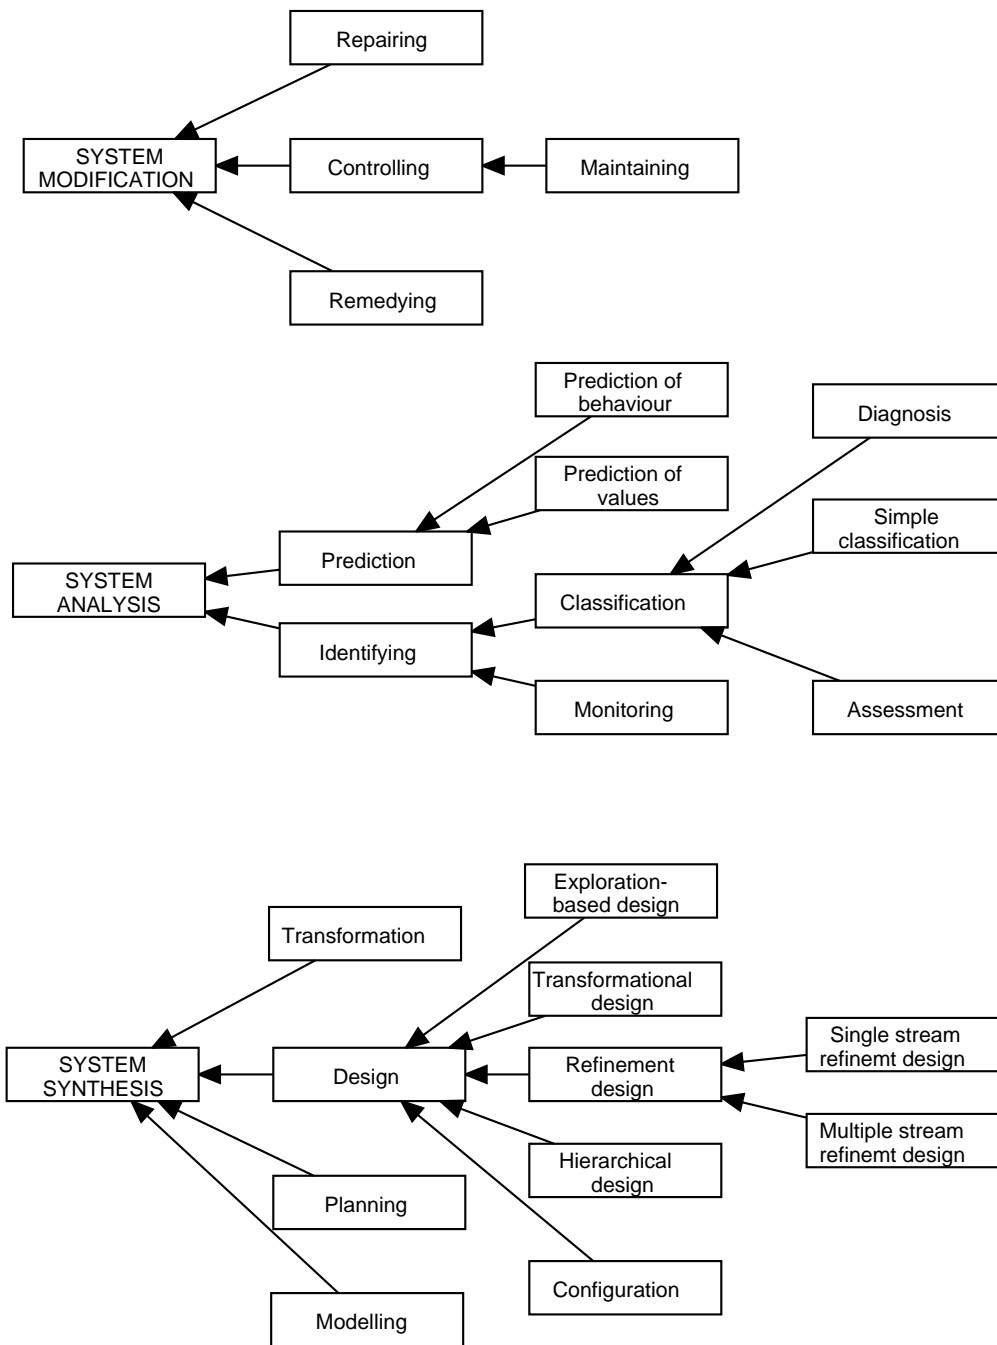 Repairing
SYSTEM
MODIFICATION
Controlling
Maintaining
Remedying
Prediction of
behaviour
Diagnosis
Prediction of
values
Simple
classification
Prediction
SYSTEM
ANALYSIS
Classification
Identifying
Monitoring
Assessment
Exploration-
based design
Transformation
Transformational
design
SYSTEM
SYNTHESIS
Design
Refinement
design
Single stream
refinemt design
Multiple stream
refinemt design
Hierarchical
design
Planning
Configuration
Modelling